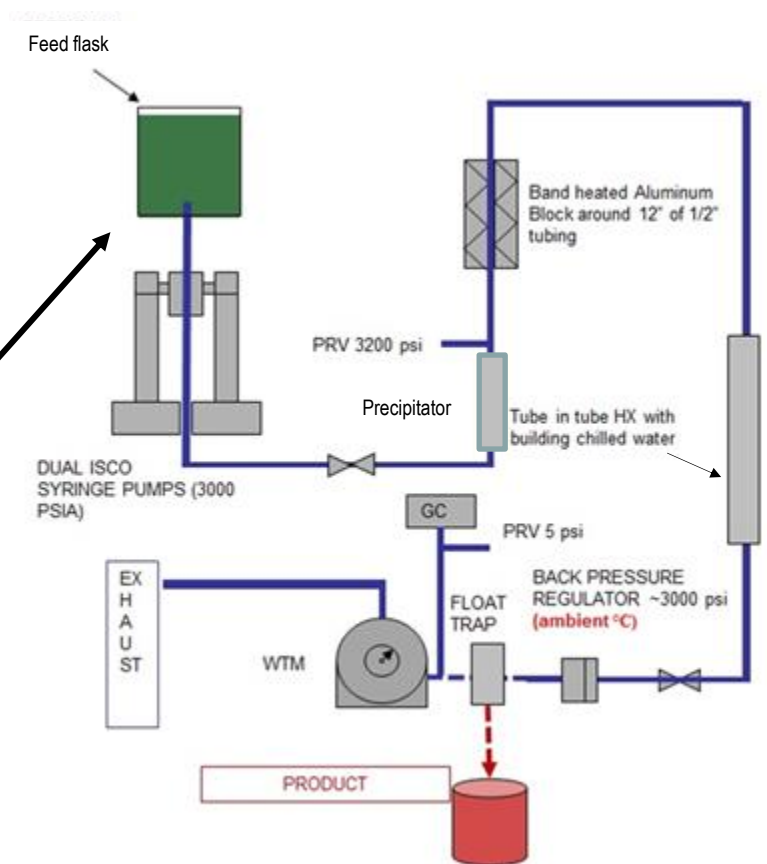 Feed flask
Band heated Aluminum
Block around 12" of 1/2"
tubing
PRV 3200 psi
Precipitator
Tube in tube HX with
building chilled water
DUAL ISCO
SYRINGE PUMPS (3000
PSIA)
GC
PRV 5 psi
EX
H
A
U
ST
FLOAT
TRAP
BACK PRESSURE
REGULATOR ~3000 psi
(ambient °C)
WTM
PRODUCT